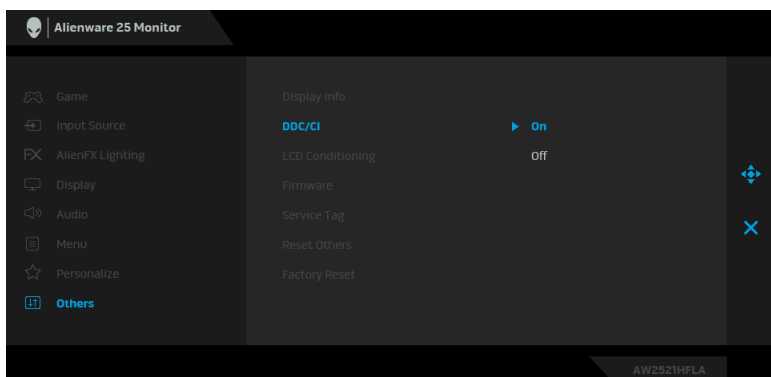 Alienware 25 Monitor
Game
Input Source
AlienFX Lighting
Display
Audio
Menu
Personalize
Others
Display Info
DDC/CI
On
Off
LCD Conditioning
Firmware
Service Tag
Reset Others
Factory Reset
AW2521HFLA